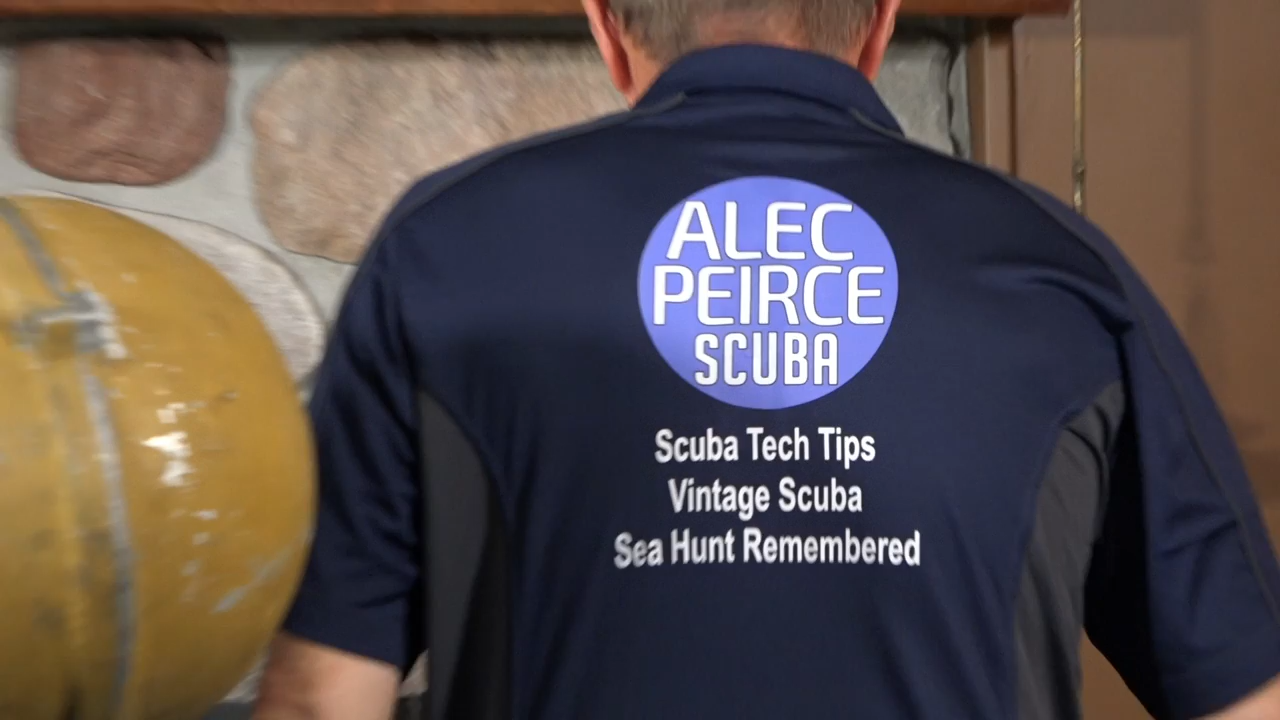 ALEC
PEIRCE
SCUBA
Scuba Tech Tips
Vintage Scuba
Sea Hunt Remembered